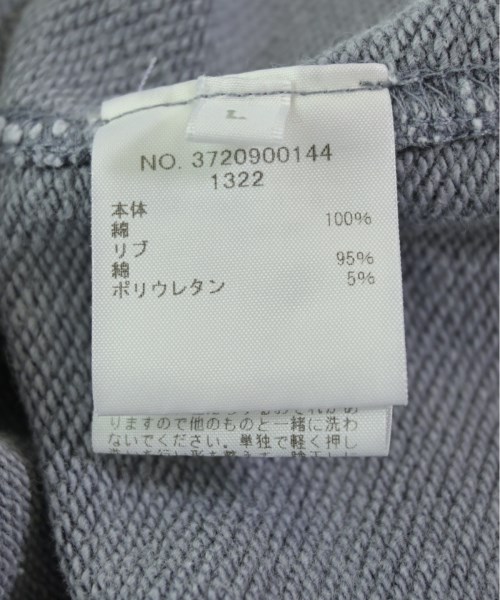 L
NO. 3720900144
1322
本体
綿 100%
リブ
綿 95%
ポリウレタン 5%
りますので他のものと一緒に洗わ
ないでください。単独で軽く押し